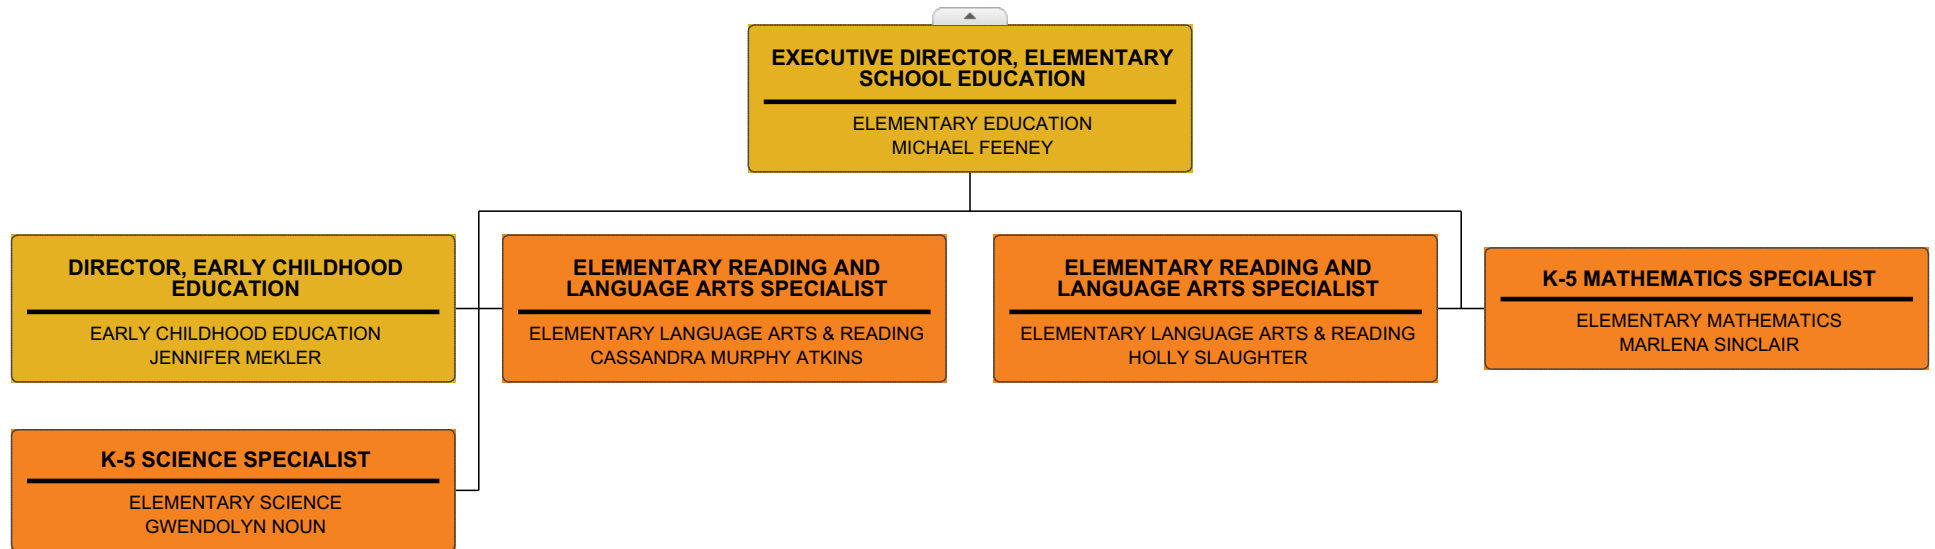 EXECUTIVE DIRECTOR, ELEMENTARY
SCHOOL EDUCATION
ELEMENTARY EDUCATION
MICHAEL FEENEY
DIRECTOR, EARLY CHILDHOOD
EDUCATION
EARLY CHILDHOOD EDUCATION
JENNIFER MEKLER
ELEMENTARY READING AND
LANGUAGE ARTS SPECIALIST
ELEMENTARY LANGUAGE ARTS & READING
CASSANDRA MURPHY ATKINS
ELEMENTARY READING AND
LANGUAGE ARTS SPECIALIST
ELEMENTARY LANGUAGE ARTS & READING
HOLLY SLAUGHTER
K-5 MATHEMATICS SPECIALIST
ELEMENTARY MATHEMATICS
MARLENA SINCLAIR
K-5 SCIENCE SPECIALIST
ELEMENTARY SCIENCE
GWENDOLYN NOUN